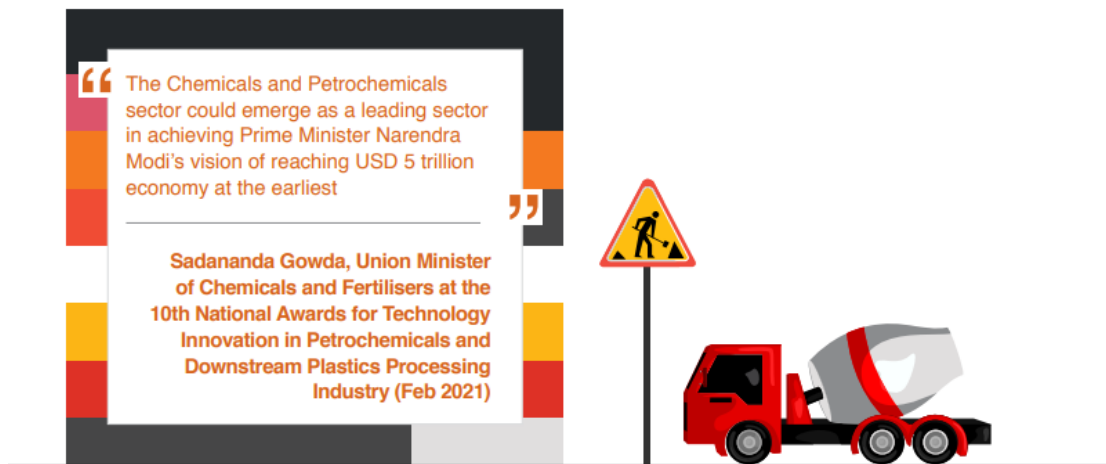 “
The Chemicals and Petrochemicals
sector could emerge as a leading sector
in achieving Prime Minister Narendra
Modi’s vision of reaching USD 5 trillion
economy at the earliest
”
Sadananda Gowda, Union Minister
of Chemicals and Fertilisers at the
10th National Awards for Technology
Innovation in Petrochemicals and
Downstream Plastics Processing
Industry (Feb 2021)